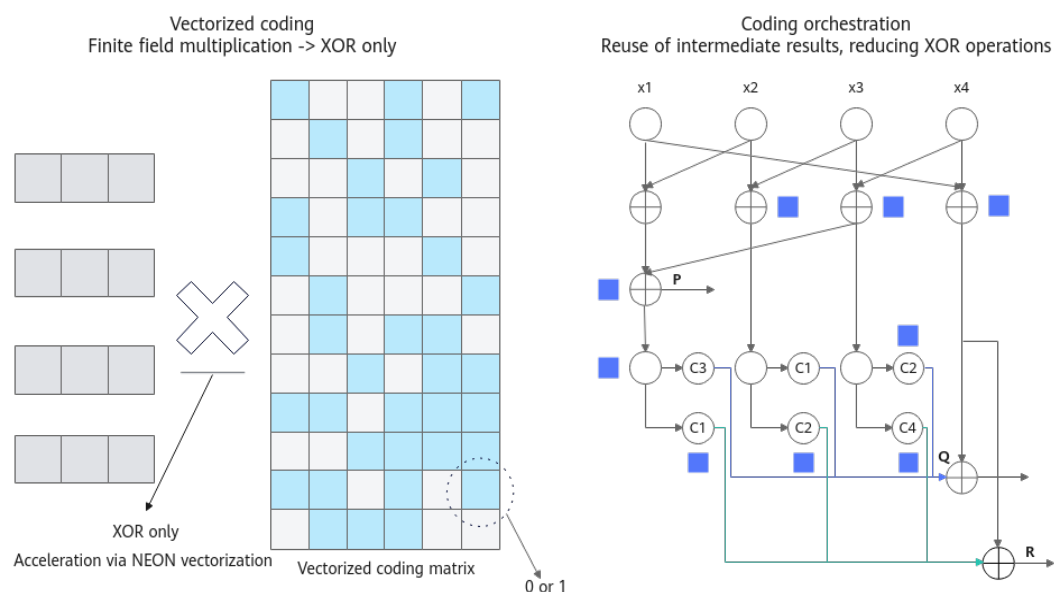 Vectorized coding
Finite field multiplication -> XOR only
XOR only
Acceleration via NEON vectorization
Vectorized coding matrix
0 or 1
Coding orchestration
Reuse of intermediate results, reducing XOR operations
x1 x2 x3 x4
P
C3 C1 C2
C1 C2 C4
Q
R